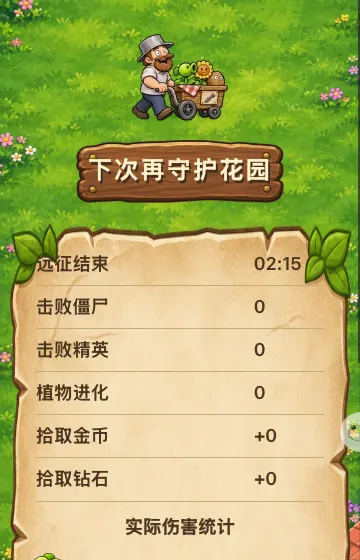 下次再守护花园
远征结束 02:15
击败僵尸 0
击败精英 0
植物进化 0
拾取金币 +0
拾取钻石 +0
实际伤害统计